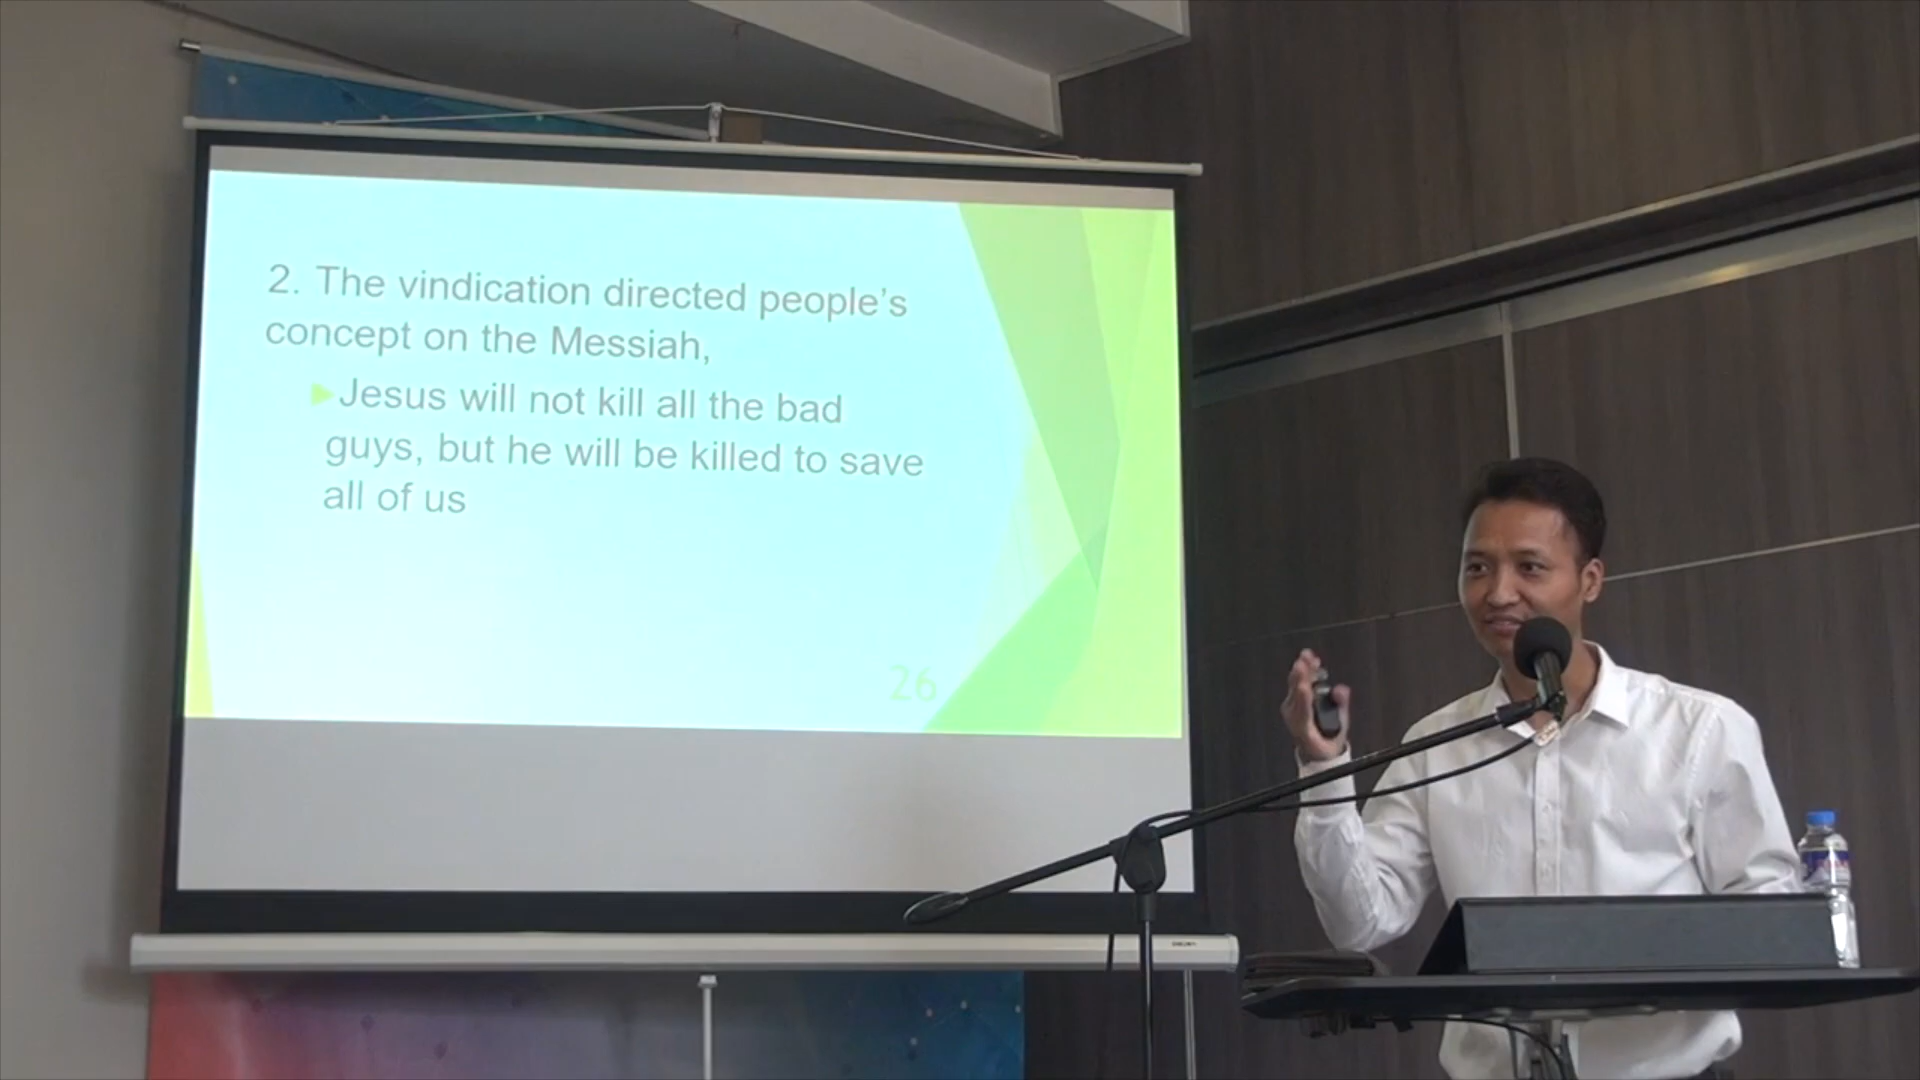 2. The vindication directed people’s
concept on the Messiah,
Jesus will not kill all the bad
guys, but he will be killed to save
all of us
26